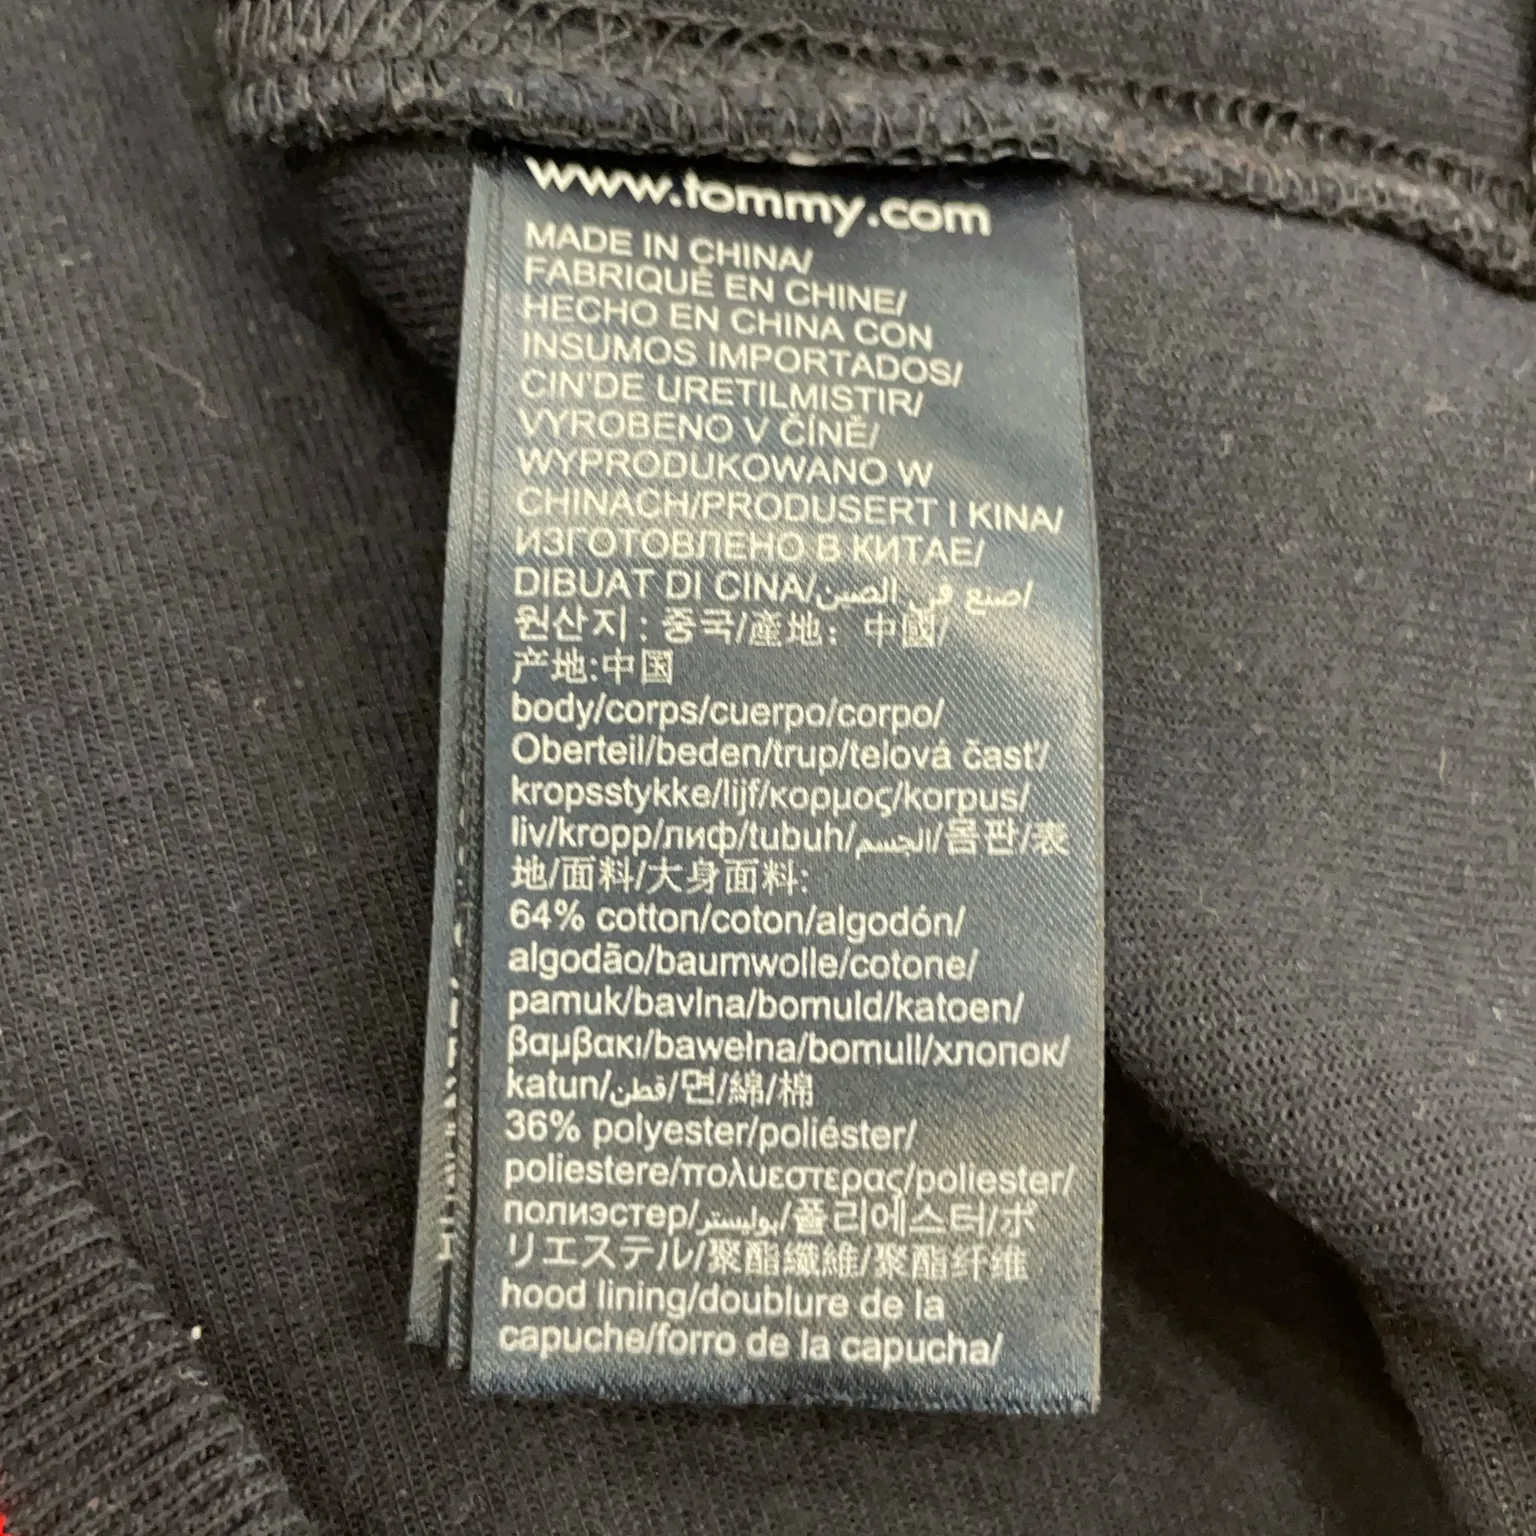 www.tommy.com
MADE IN CHINA/
FABRIQUÉ EN CHINE/
HECHO EN CHINA CON
INSUMOS IMPORTADOS/
CIN'DE URETILMISTIR/
VYROBENO V ČÍNĚ/
WYPRODUKOWANO W
CHINACH/PRODUSERT I KINA/
ИЗГОТОВЛЕНО В КИТАЕ/
DIBUAT DI CINA/صنع في الصين/
원산지 : 중국/產地: 中國/
产地:中国
body/corps/cuerpo/corpo/
Oberteil/beden/trup/telová časť/
kropsstykke/lijf/κορμος/korpus/
liv/kropp/лиф/tubuh/الجسم/몸판/表
地/面料/大身面料:
64% cotton/coton/algodón/
algodão/baumwolle/cotone/
pamuk/bavlna/bomuld/katoen/
βαμβακι/bawełna/bomull/хлопок/
katun/قطن/면/綿/棉
36% polyester/poliéster/
poliestere/πολυεστερας/poliester/
полиэстер/بوليستر/폴리에스터/ポ
リエステル/聚酯纖維/聚酯纤维
hood lining/doublure de la
capuche/forro de la capucha/